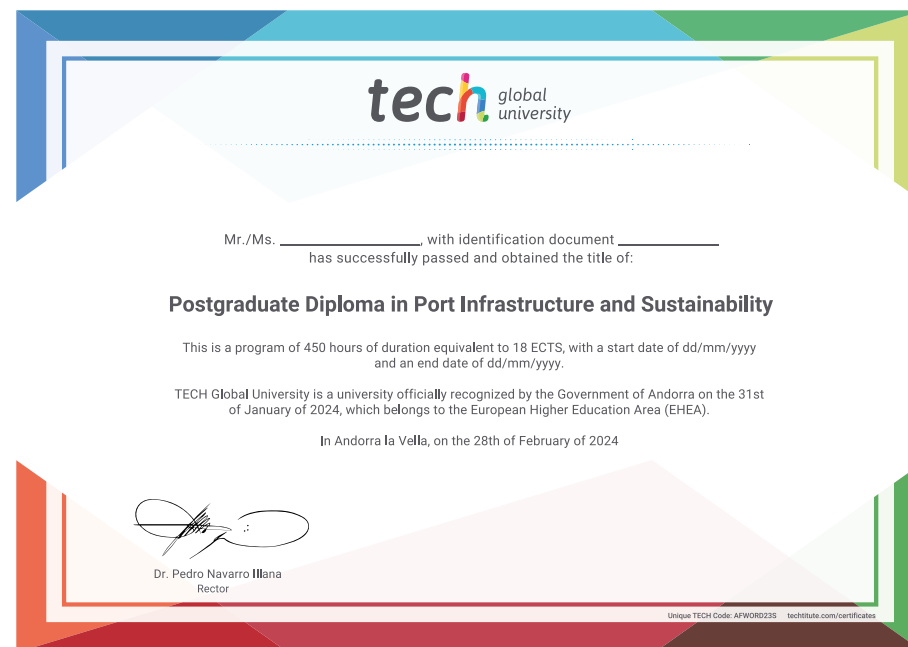 tech global university
Mr./Ms. ____________________, with identification document ______________
has successfully passed and obtained the title of:
Postgraduate Diploma in Port Infrastructure and Sustainability
This is a program of 450 hours of duration equivalent to 18 ECTS, with a start date of dd/mm/yyyy
and an end date of dd/mm/yyyy.
TECH Global University is a university officially recognized by the Government of Andorra on the 31st
of January of 2024, which belongs to the European Higher Education Area (EHEA).
In Andorra la Vella, on the 28th of February of 2024
Dr. Pedro Navarro Illana
Rector
Unique TECH Code: AFWORD23S techtitute.com/certificates